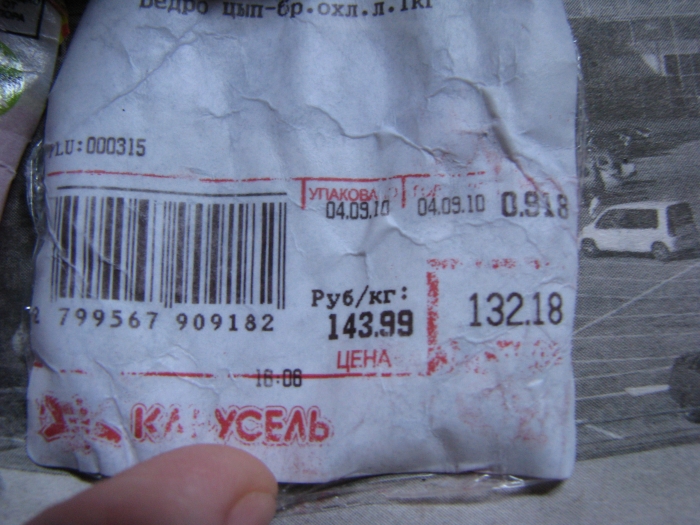 Бедро цып-бр.охл.л.1кг
PLU:000315
УПАКОВА
04.09.10 04.09.10 0.918
Руб/кг:
143.99 132.18
2 799567 909182
ЦЕНА
16:06
КАРУСЕЛЬ